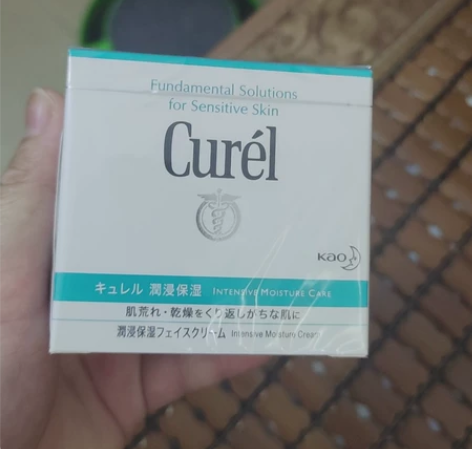 Fundamental Solutions
for Sensitive Skin
Curél
Kao
キュレル 潤浸保湿 INTENSIVE MOISTURE CARE
肌荒れ・乾燥をくり返しがちな肌に
潤浸保湿フェイスクリーム Intensive Moisture Cream